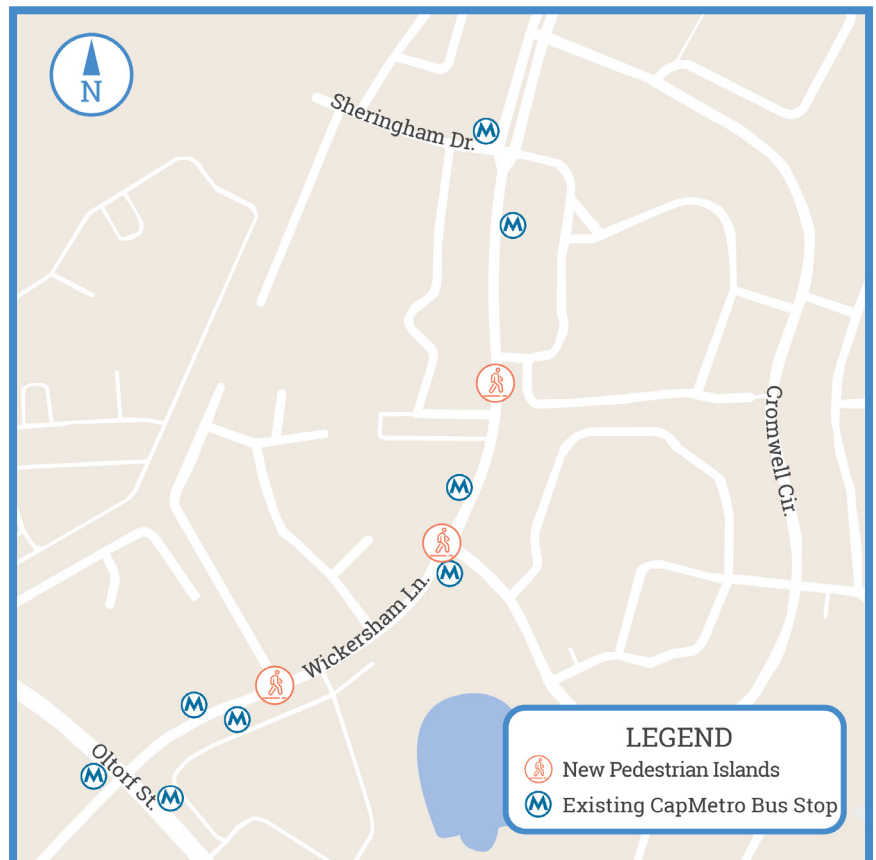 N
Sheringham Dr.
Cromwell Cir.
Wickersham Ln.
Oltorf St.
LEGEND
New Pedestrian Islands
Existing CapMetro Bus Stop